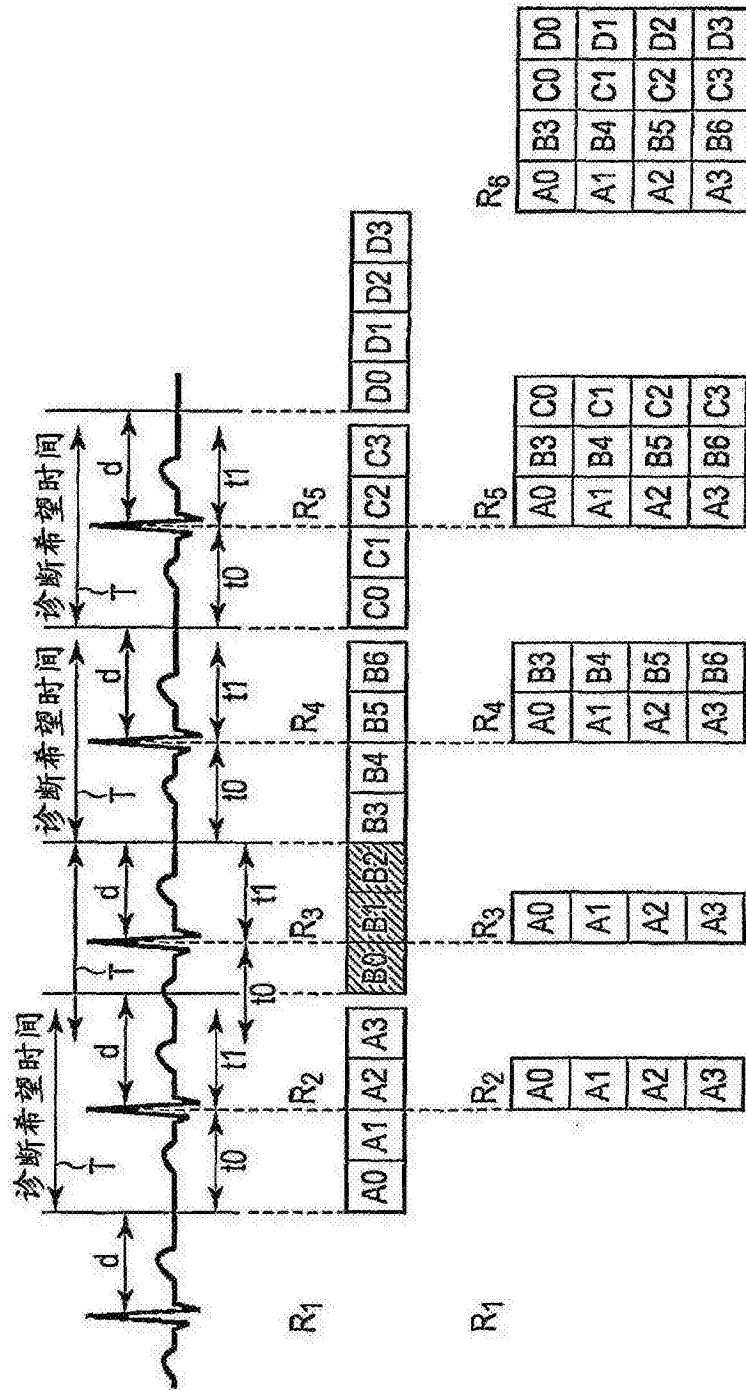 诊断希望时间 诊断希望时间 诊断希望时间
T T T T
d d d d d
t0 t1 t0 t1 t0 t1 t0 t1
R1 R2 R3 R4 R5
A0 A1 A2 A3 B0 B1 B2 B3 B4 B5 B6 C0 C1 C2 C3 D0 D1 D2 D3
R1 R2 R3 R4 R5 R6
A0 A0 A0 B3 A0 B3 C0 A0 B3 C0 D0
A1 A1 A1 B4 A1 B4 C1 A1 B4 C1 D1
A2 A2 A2 B5 A2 B5 C2 A2 B5 C2 D2
A3 A3 A3 B6 A3 B6 C3 A3 B6 C3 D3